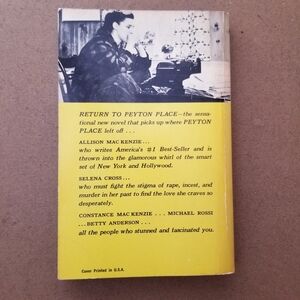 RETURN TO PEYTON PLACE—the sensa-
tional new novel that picks up where PEYTON
PLACE left off . . .
ALLISON MAC KENZIE . . .
who writes America's #1 Best-Seller and is
thrown into the glamorous whirl of the smart
set of New York and Hollywood.
SELENA CROSS . . .
who must fight the stigma of rape, incest, and
murder in her past to find the love she craves so
desperately.
CONSTANCE MAC KENZIE . . . MICHAEL ROSSI
. . . BETTY ANDERSON . . .
all the people who stunned and fascinated you.
Cover Printed in U.S.A.